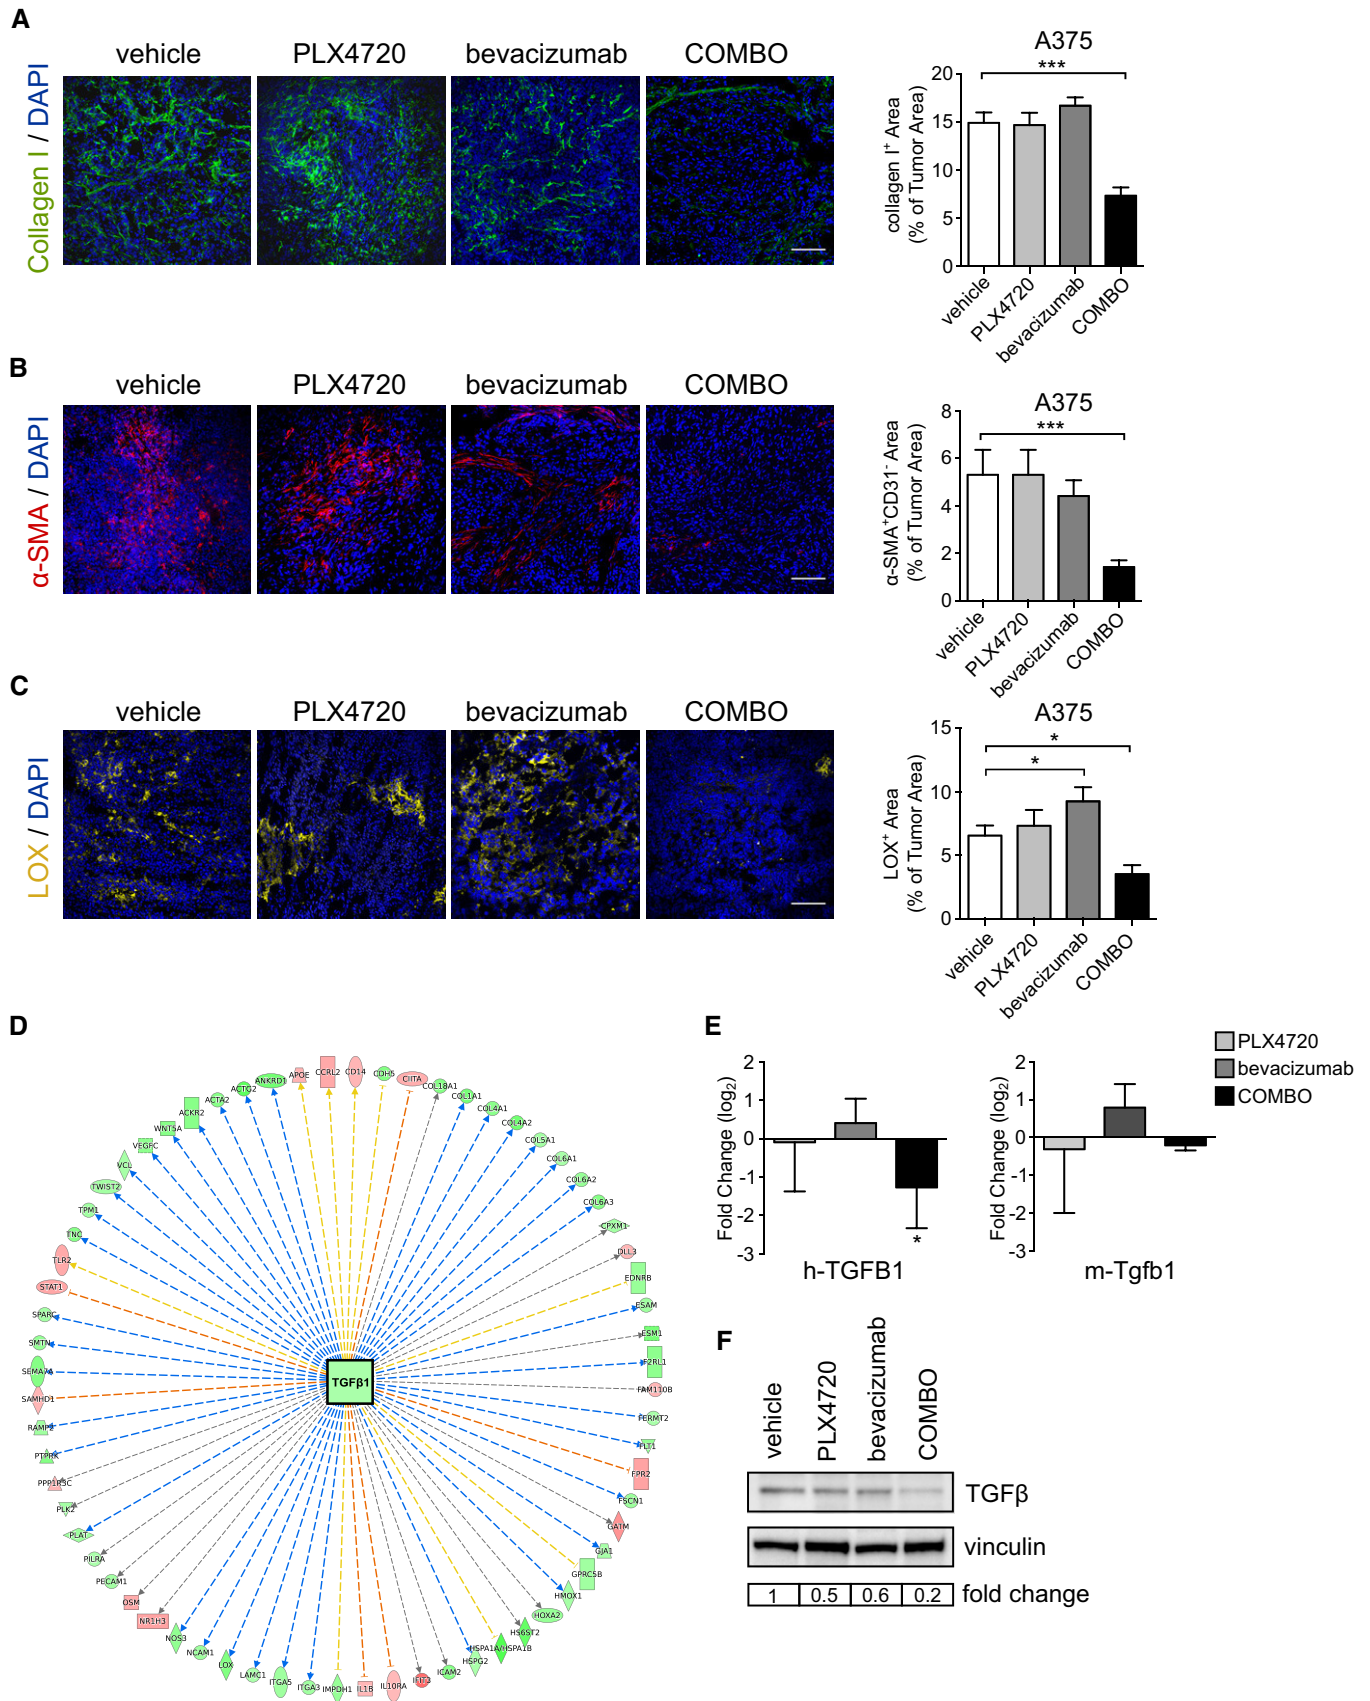 A
vehicle PLX4720 bevacizumab COMBO
Collagen I / DAPI
A375
***
collagen I+ Area
(% of Tumor Area)
20
15
10
5
0
vehicle
PLX4720
bevacizumab
COMBO
B
vehicle PLX4720 bevacizumab COMBO
α-SMA / DAPI
A375
***
α-SMA+CD31- Area
(% of Tumor Area)
8
6
4
2
0
vehicle
PLX4720
bevacizumab
COMBO
C
vehicle PLX4720 bevacizumab COMBO
LOX / DAPI
A375
*
*
LOX+ Area
(% of Tumor Area)
15
10
5
0
vehicle
PLX4720
bevacizumab
COMBO
D
TGFβ1
APOE
CCRL2
CD14
CDH5
CIITA
COL18A1
COL1A1
COL4A1
COL4A2
COL5A1
COL6A1
COL6A2
COL6A3
CPXM1
DLL3
EDNRB
ESAM
ESM1
F2RL1
FAM110B
FERMT2
FLT1
FPR2
FSCN1
GATM
GJA1
GPRC5B
HMOX1
HOXA2
HS6ST2
HSPA1A/HSPA1B
HSPG2
ICAM2
IFIT3
IL10RA
IL1B
IMPDH1
ITGA3
ITGA5
LAMC1
LOX
NCAM1
NOS3
NR1H3
OSM
PECAM1
PILRA
PLAT
PLK2
PPP1R3C
PTPRK
RAMP2
SAMHD1
SEMA7A
SMTN
SPARC
STAT1
TLR2
TNC
TPM1
TWIST2
VCL
VEGFC
WNT5A
ACKR2
ACTA2
ACTG2
ANKRD1
E
PLX4720
bevacizumab
COMBO
Fold Change (log2)
2
1
0
-1
-2
-3
*
h-TGFB1
Fold Change (log2)
2
1
0
-1
-2
-3
m-Tgfb1
F
vehicle
PLX4720
bevacizumab
COMBO
TGFβ
vinculin
1 0.5 0.6 0.2 fold change